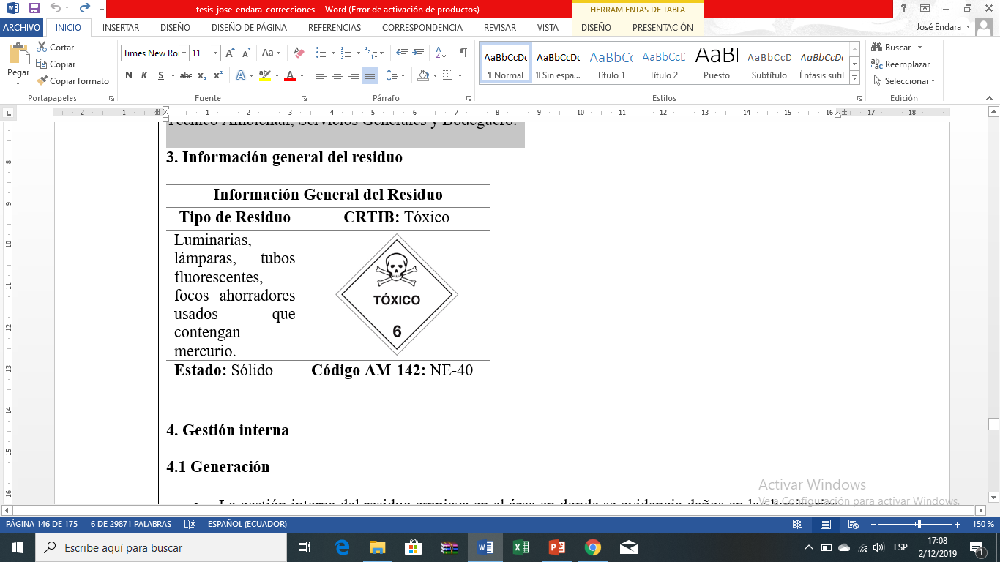 tesis-jose-endara-correcciones - Word (Error de activación de productos)
HERRAMIENTAS DE TABLA
ARCHIVO INICIO INSERTAR DISEÑO DISEÑO DE PÁGINA REFERENCIAS CORRESPONDENCIA REVISAR VISTA DISEÑO PRESENTACIÓN José Endara
Pegar
Cortar
Copiar
Copiar formato
Portapapeles
Times New Ro 11
Aa
N K S abc x₂ x²
Fuente
Párrafo
AaBbCcDc AaBbCcDc AaBbCc AaBbCcD AaBl AaBbCcD AaBbCcDc
¶ Normal ¶ Sin espa... Título 1 Título 2 Puesto Subtítulo Énfasis sutil
Estilos
Buscar
Reemplazar
Seleccionar
Edición
2 1 1 2 3 4 5 6 7 8 9 10 11 12 13 14 15 16 17 18
8
9
10
11
12
13
14
15
16
Técnico Ambiental, Servicios Generales y Bodeguero.
3. Información general del residuo
Información General del Residuo
Tipo de Residuo CRTIB: Tóxico
Luminarias,
lámparas, tubos
fluorescentes,
focos ahorradores
usados que
contengan
mercurio.
TÓXICO
6
Estado: Sólido Código AM-142: NE-40
4. Gestión interna
4.1 Generación
• La gestión interna del residuo empieza en el área en donde se evidencia daños en las luminarias
Activar Windows
Ve a Configuración para activar Windows.
PÁGINA 146 DE 175 6 DE 29871 PALABRAS ESPAÑOL (ECUADOR) 150 %
Escribe aquí para buscar
ESP
17:08
2/12/2019
1